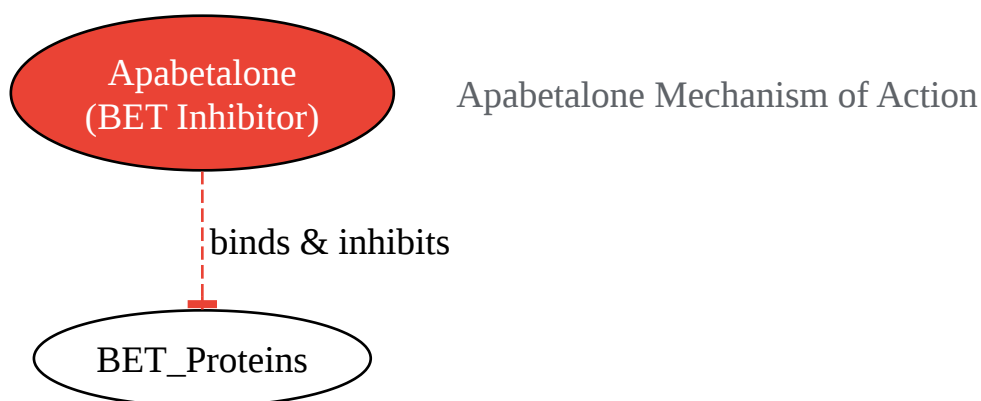 Apabetalone
(BET Inhibitor)
Apabetalone Mechanism of Action
binds & inhibits
BET_Proteins